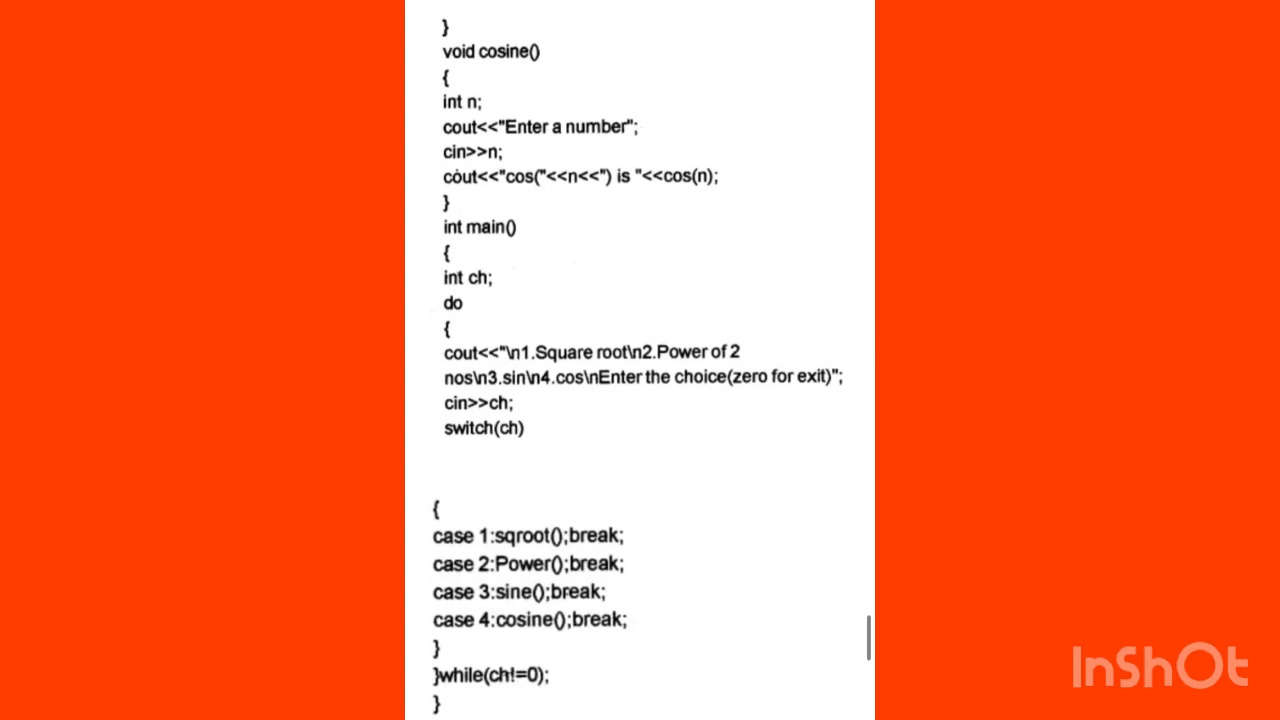 }
void cosine()
{
int n;
cout<<"Enter a number";
cin>>n;
cout<<"cos("<<n<<") is "<<cos(n);
}
int main()
{
int ch;
do
{
cout<<"\n1.Square root\n2.Power of 2
nos\n3.sin\n4.cos\nEnter the choice(zero for exit)";
cin>>ch;
switch(ch)
{
case 1:sqroot();break;
case 2:Power();break;
case 3:sine();break;
case 4:cosine();break;
}
}while(ch!=0);
}
InShOt